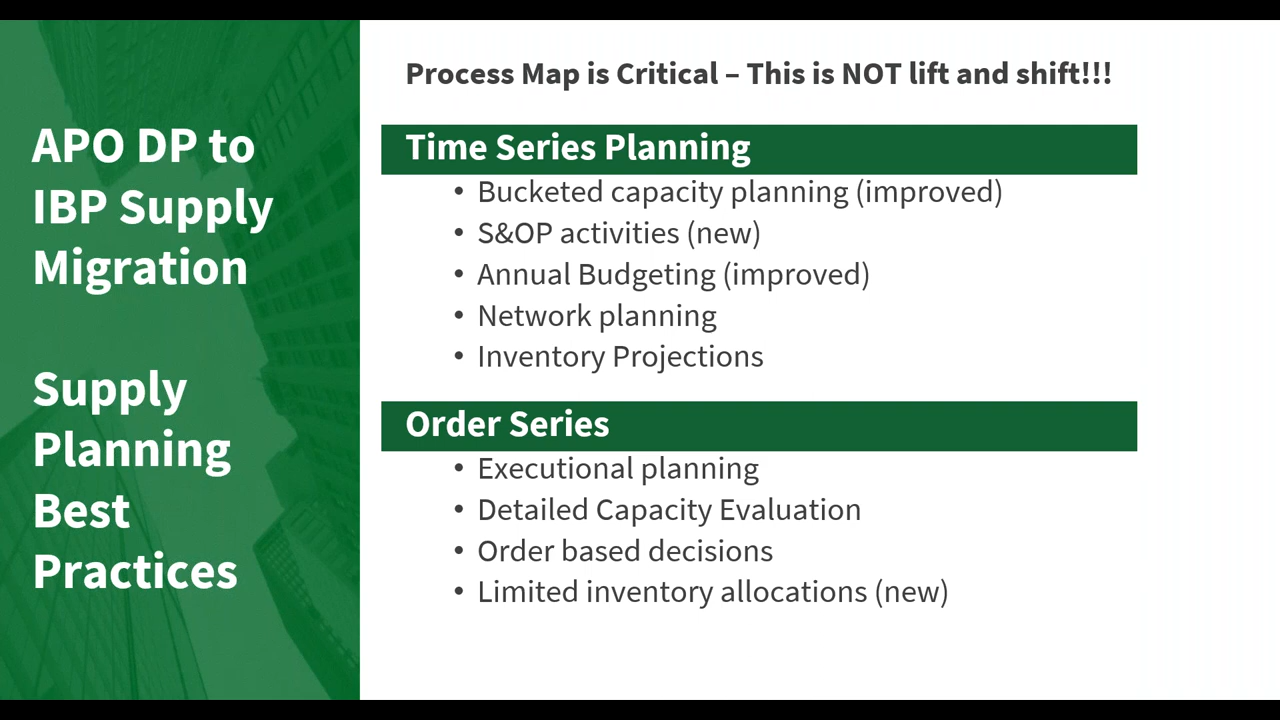 APO DP to
IBP Supply
Migration
Supply
Planning
Best
Practices
Process Map is Critical – This is NOT lift and shift!!!
Time Series Planning
• Bucketed capacity planning (improved)
• S&OP activities (new)
• Annual Budgeting (improved)
• Network planning
• Inventory Projections
Order Series
• Executional planning
• Detailed Capacity Evaluation
• Order based decisions
• Limited inventory allocations (new)